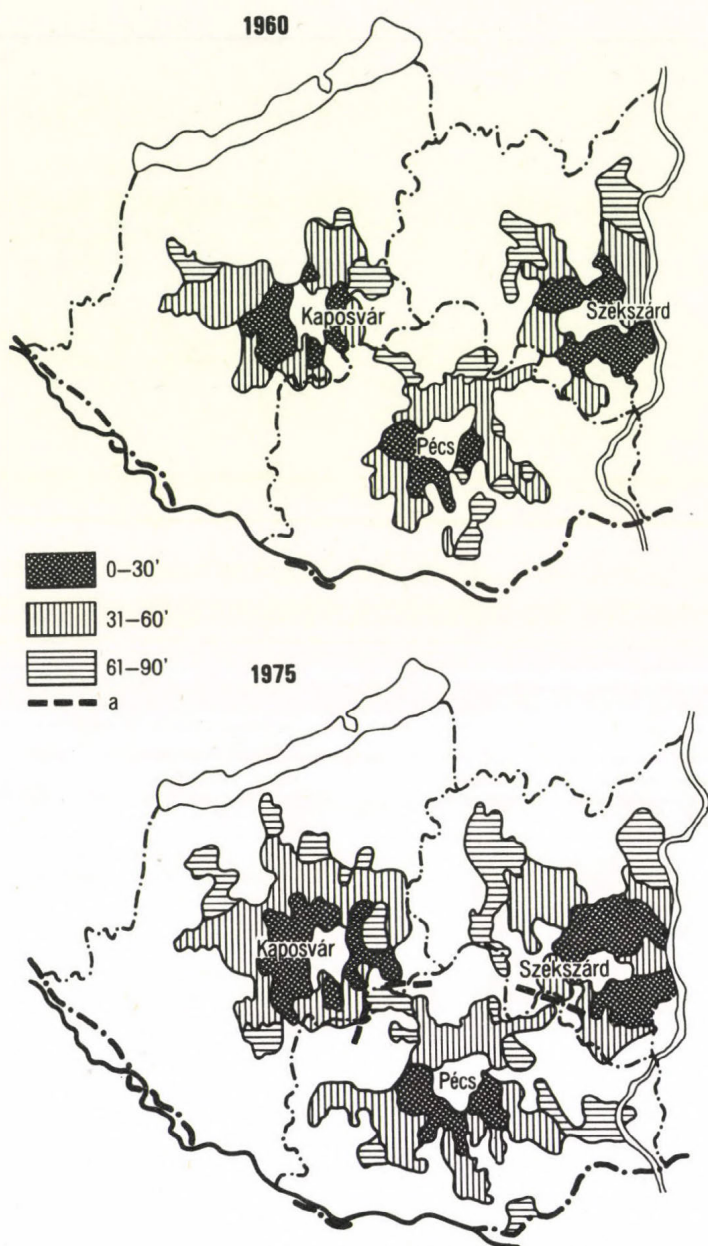 1960
Kaposvár
Szekszárd
Pécs
0–30'
31–60'
61–90'
a
1975
Kaposvár
Szekszárd
Pécs